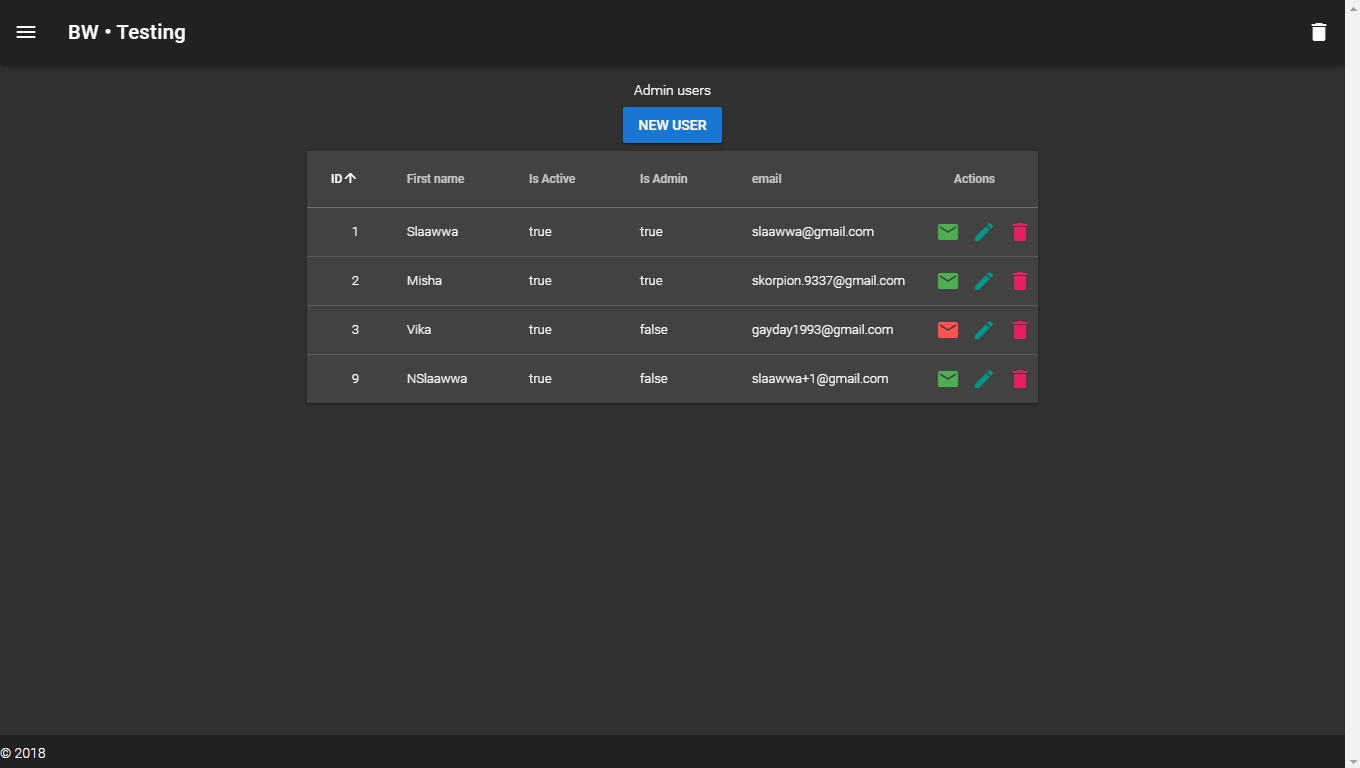 BW • Testing
Admin users
NEW USER
ID First name Is Active Is Admin email Actions
1 Slaawwa true true slaawwa@gmail.com
2 Misha true true skorpion.9337@gmail.com
3 Vika true false gayday1993@gmail.com
9 NSlaawwa true false slaawwa+1@gmail.com
© 2018